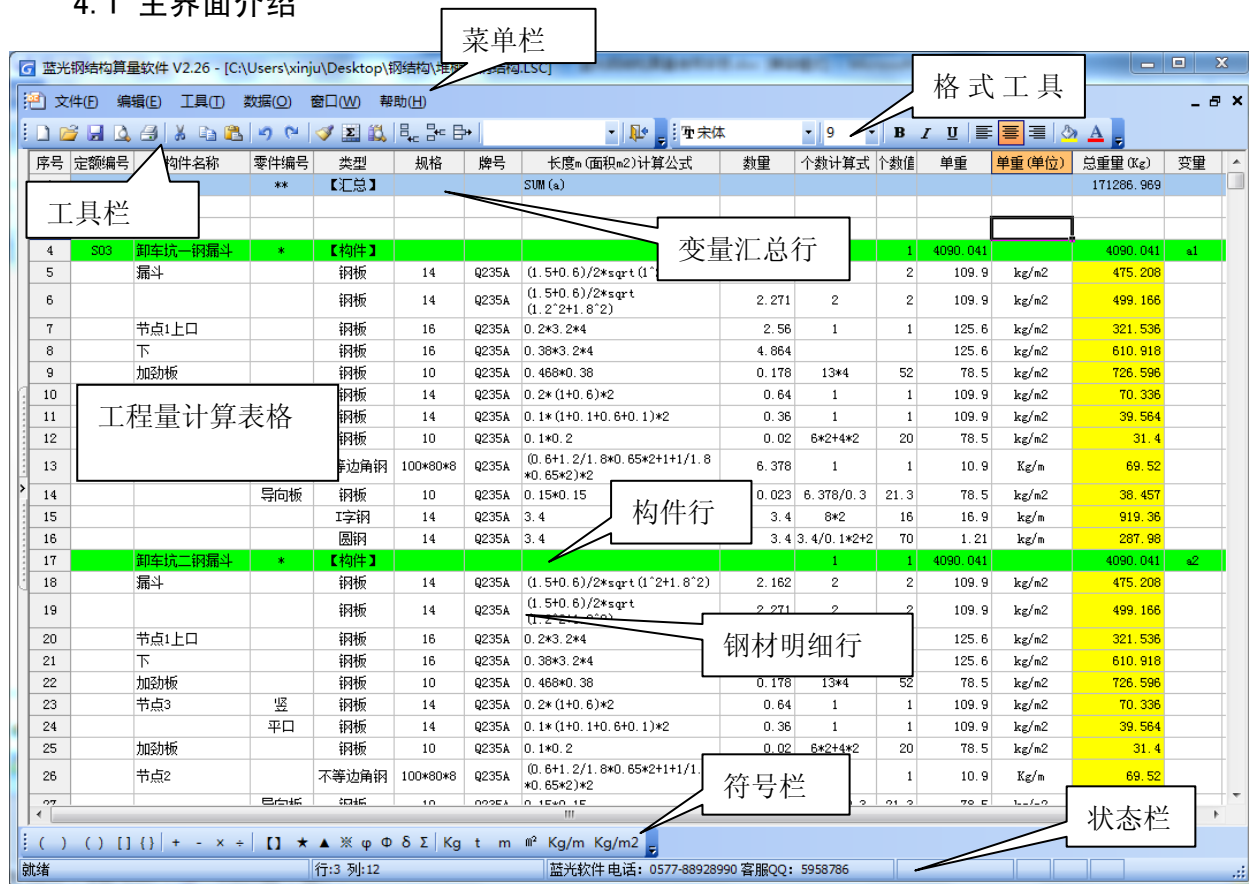 4.1 主界面介绍
菜单栏
蓝光钢结构算量软件 V2.26 - [C:\Users\xinju\Desktop\钢结构\堆 .LSC]
格 式 工 具
文件(F) 编辑(E) 工具(T) 数据(O) 窗口(W) 帮助(H)
宋体 9 B I U A
序号 定额编号 构件名称 零件编号 类型 规格 牌号 长度m(面积m2)计算公式 数量 个数计算式 个数值 单重 单重(单位) 总重量(Kg) 变量
** 【汇总】 SUM(a) 171286.969
工具栏
变量汇总行
4 S03 卸车坑一钢漏斗 * 【构件】 1 4090.041 4090.041 a1
5 漏斗 钢板 14 Q235A (1.5+0.6)/2*sqrt(1^ 2 109.9 kg/m2 475.208
6 钢板 14 Q235A (1.5+0.6)/2*sqrt
(1.2^2+1.8^2) 2.271 2 2 109.9 kg/m2 499.166
7 节点1上口 钢板 16 Q235A 0.2*3.2*4 2.56 1 1 125.6 kg/m2 321.536
8 下 钢板 16 Q235A 0.38*3.2*4 4.864 125.6 kg/m2 610.918
9 加劲板 钢板 10 Q235A 0.468*0.38 0.178 13*4 52 78.5 kg/m2 726.596
10 钢板 14 Q235A 0.2*(1+0.6)*2 0.64 1 1 109.9 kg/m2 70.336
工程量计算表格
11 钢板 14 Q235A 0.1*(1+0.1+0.6+0.1)*2 0.36 1 1 109.9 kg/m2 39.564
12 钢板 10 Q235A 0.1*0.2 0.02 6*2+4*2 20 78.5 kg/m2 31.4
13 等边角钢 100*80*8 Q235A (0.6+1.2/1.8*0.65*2+1+1/1.8
*0.65*2)*2 6.378 1 1 10.9 Kg/m 69.52
14 导向板 钢板 10 Q235A 0.15*0.15 0.023 6.378/0.3 21.3 78.5 kg/m2 38.457
构件行
15 I字钢 14 Q235A 3.4 3.4 8*2 16 16.9 kg/m 919.36
16 圆钢 14 Q235A 3.4 3.4 3.4/0.1*2+2 70 1.21 kg/m 287.98
17 卸车坑二钢漏斗 * 【构件】 1 1 4090.041 4090.041 a2
18 漏斗 钢板 14 Q235A (1.5+0.6)/2*sqrt(1^2+1.8^2) 2.162 2 2 109.9 kg/m2 475.208
19 钢板 14 Q235A (1.5+0.6)/2*sqrt
2.271 2 2 109.9 kg/m2 499.166
20 节点1上口 钢板 16 Q235A 0.2*3.2*4 125.6 kg/m2 321.536
钢材明细行
21 下 钢板 16 Q235A 0.38*3.2*4 125.6 kg/m2 610.918
22 加劲板 钢板 10 Q235A 0.468*0.38 0.178 13*4 52 78.5 kg/m2 726.596
23 节点3 竖 钢板 14 Q235A 0.2*(1+0.6)*2 0.64 1 1 109.9 kg/m2 70.336
24 平口 钢板 14 Q235A 0.1*(1+0.1+0.6+0.1)*2 0.36 1 1 109.9 kg/m2 39.564
25 加劲板 钢板 10 Q235A 0.1*0.2 0.02 6*2+4*2 20 78.5 kg/m2 31.4
26 节点2 不等边角钢 100*80*8 Q235A (0.6+1.2/1.8*0.65*2+1+1/1.
*0.65*2)*2 1 10.9 Kg/m 69.52
符号栏
状态栏
( ) ( ) [ ] { } + - × ÷ 【】 ★ ▲ ※ φ Φ δ Σ Kg t m m² Kg/m Kg/m2
就绪 行:3 列:12 蓝光软件 电话: 0577-88928990 客服QQ: 5958786